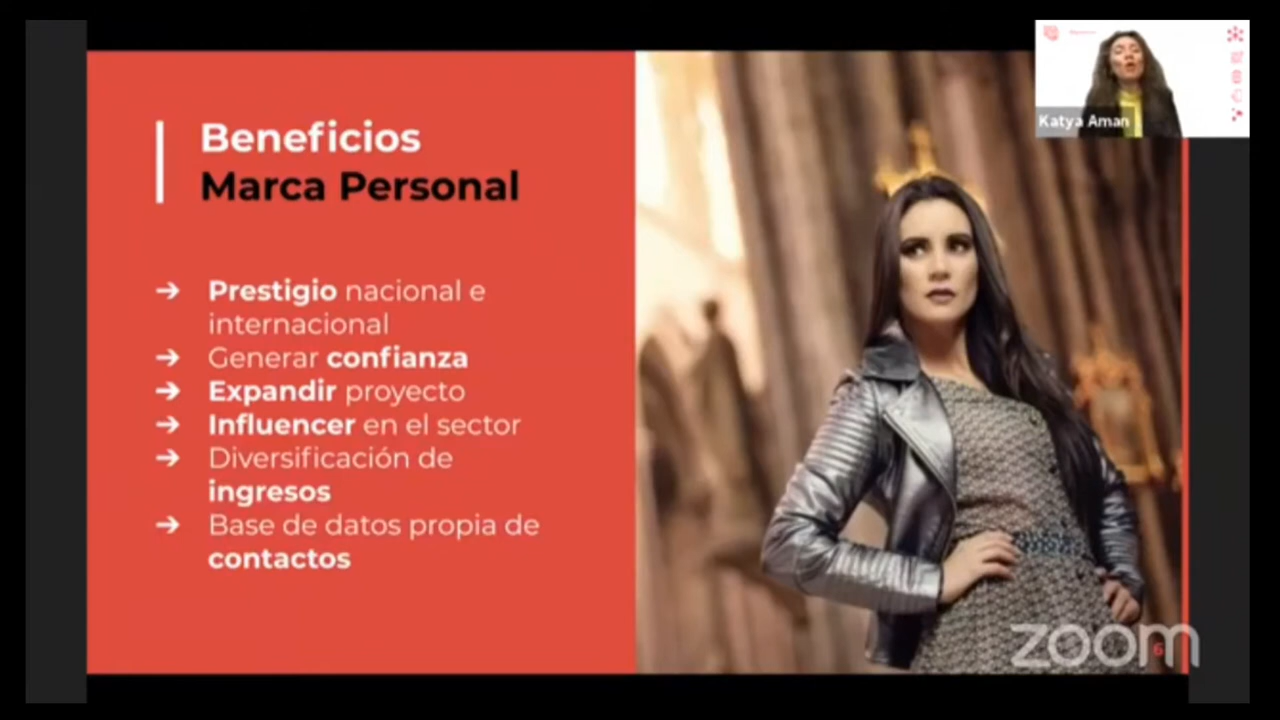 Beneficios
Marca Personal
➔ Prestigio nacional e
internacional
➔ Generar confianza
➔ Expandir proyecto
➔ Influencer en el sector
➔ Diversificación de
ingresos
➔ Base de datos propia de
contactos
Katya Aman
zoom
6